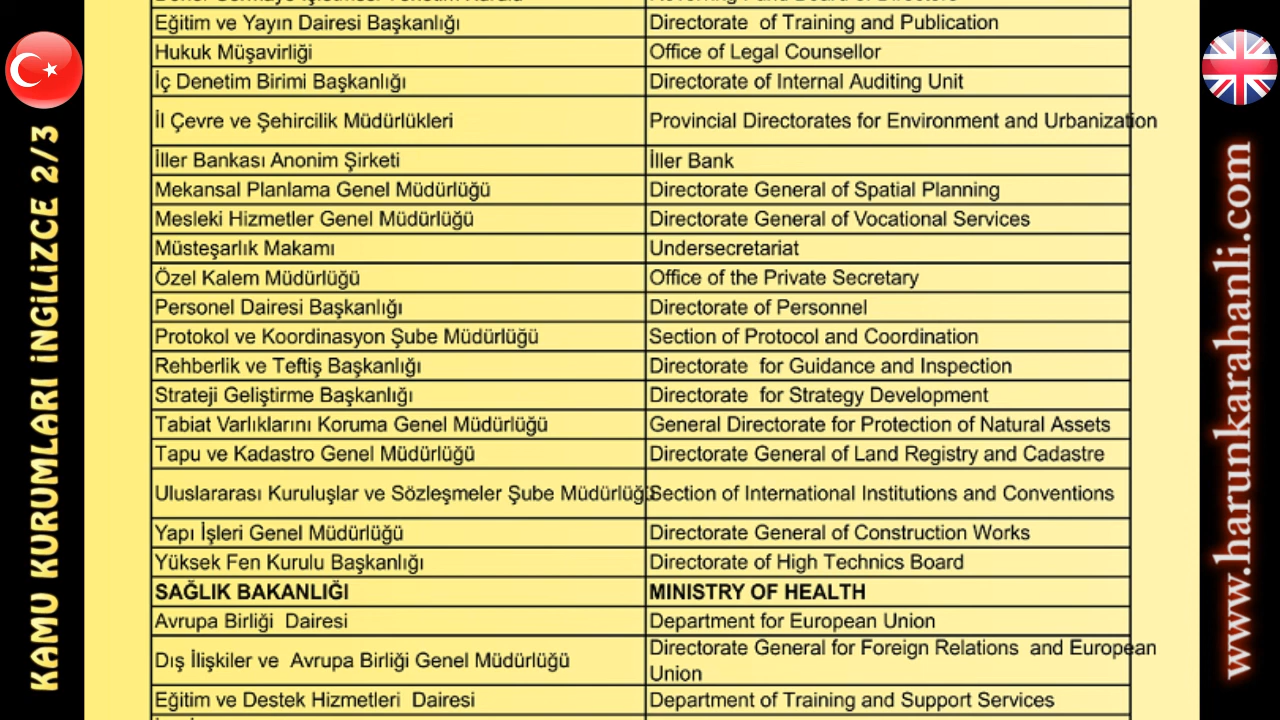 KAMU KURUMLARI İNGİLİZCE 2/3
Eğitim ve Yayın Dairesi Başkanlığı Directorate of Training and Publication
Hukuk Müşavirliği Office of Legal Counsellor
İç Denetim Birimi Başkanlığı Directorate of Internal Auditing Unit
İl Çevre ve Şehircilik Müdürlükleri Provincial Directorates for Environment and Urbanization
İller Bankası Anonim Şirketi İller Bank
Mekansal Planlama Genel Müdürlüğü Directorate General of Spatial Planning
Mesleki Hizmetler Genel Müdürlüğü Directorate General of Vocational Services
Müsteşarlık Makamı Undersecretariat
Özel Kalem Müdürlüğü Office of the Private Secretary
Personel Dairesi Başkanlığı Directorate of Personnel
Protokol ve Koordinasyon Şube Müdürlüğü Section of Protocol and Coordination
Rehberlik ve Teftiş Başkanlığı Directorate for Guidance and Inspection
Strateji Geliştirme Başkanlığı Directorate for Strategy Development
Tabiat Varlıklarını Koruma Genel Müdürlüğü General Directorate for Protection of Natural Assets
Tapu ve Kadastro Genel Müdürlüğü Directorate General of Land Registry and Cadastre
Uluslararası Kuruluşlar ve Sözleşmeler Şube Müdürlüğü Section of International Institutions and Conventions
Yapı İşleri Genel Müdürlüğü Directorate General of Construction Works
Yüksek Fen Kurulu Başkanlığı Directorate of High Technics Board
SAĞLIK BAKANLIĞI MINISTRY OF HEALTH
Avrupa Birliği Dairesi Department for European Union
Dış İlişkiler ve Avrupa Birliği Genel Müdürlüğü Directorate General for Foreign Relations and European
Union
Eğitim ve Destek Hizmetleri Dairesi Department of Training and Support Services
www.harunkarahanli.com